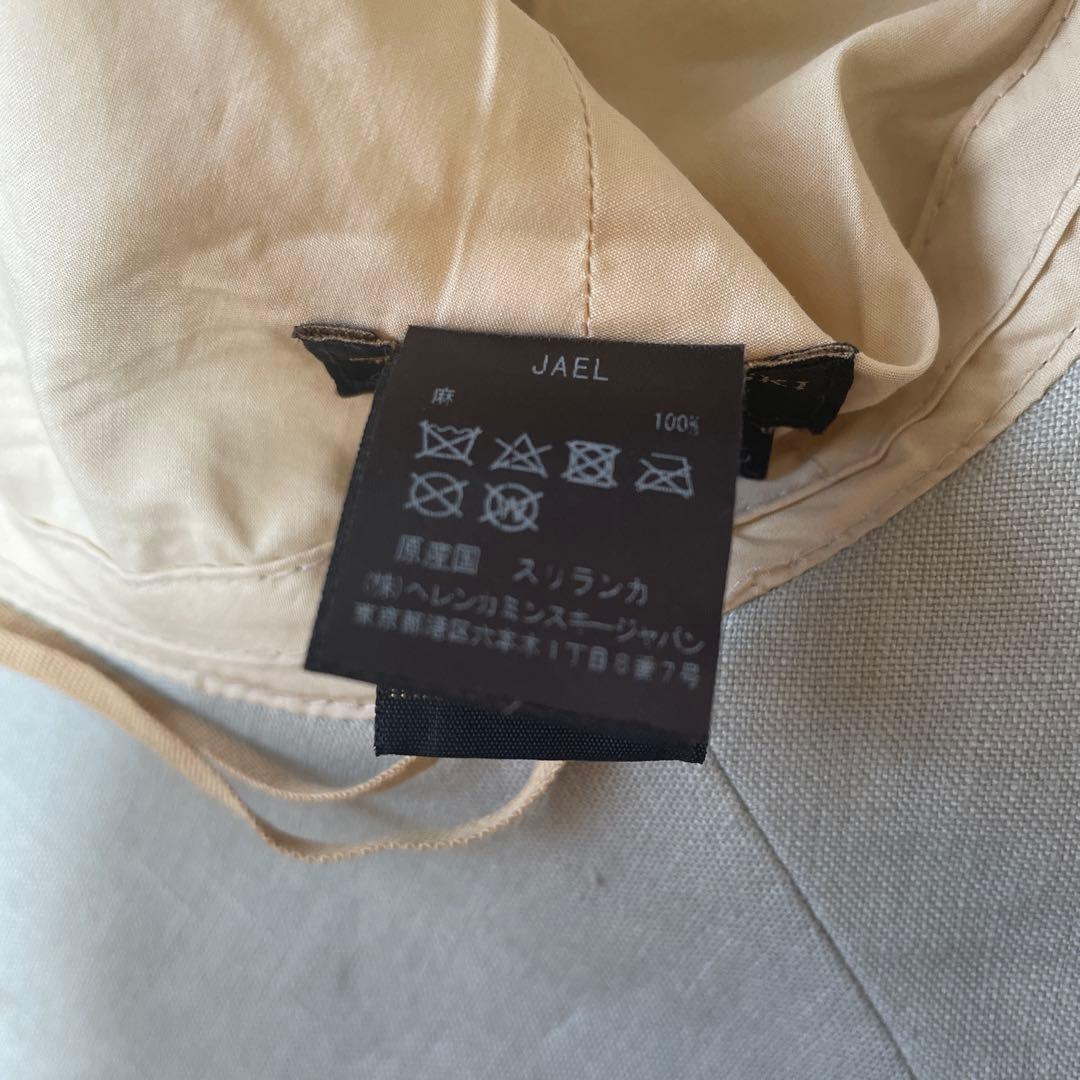 JAEL
麻 100%
原産国 スリランカ
(株)ヘレンカミンスキージャパン
東京都港区六本木1丁目8番7号
KI